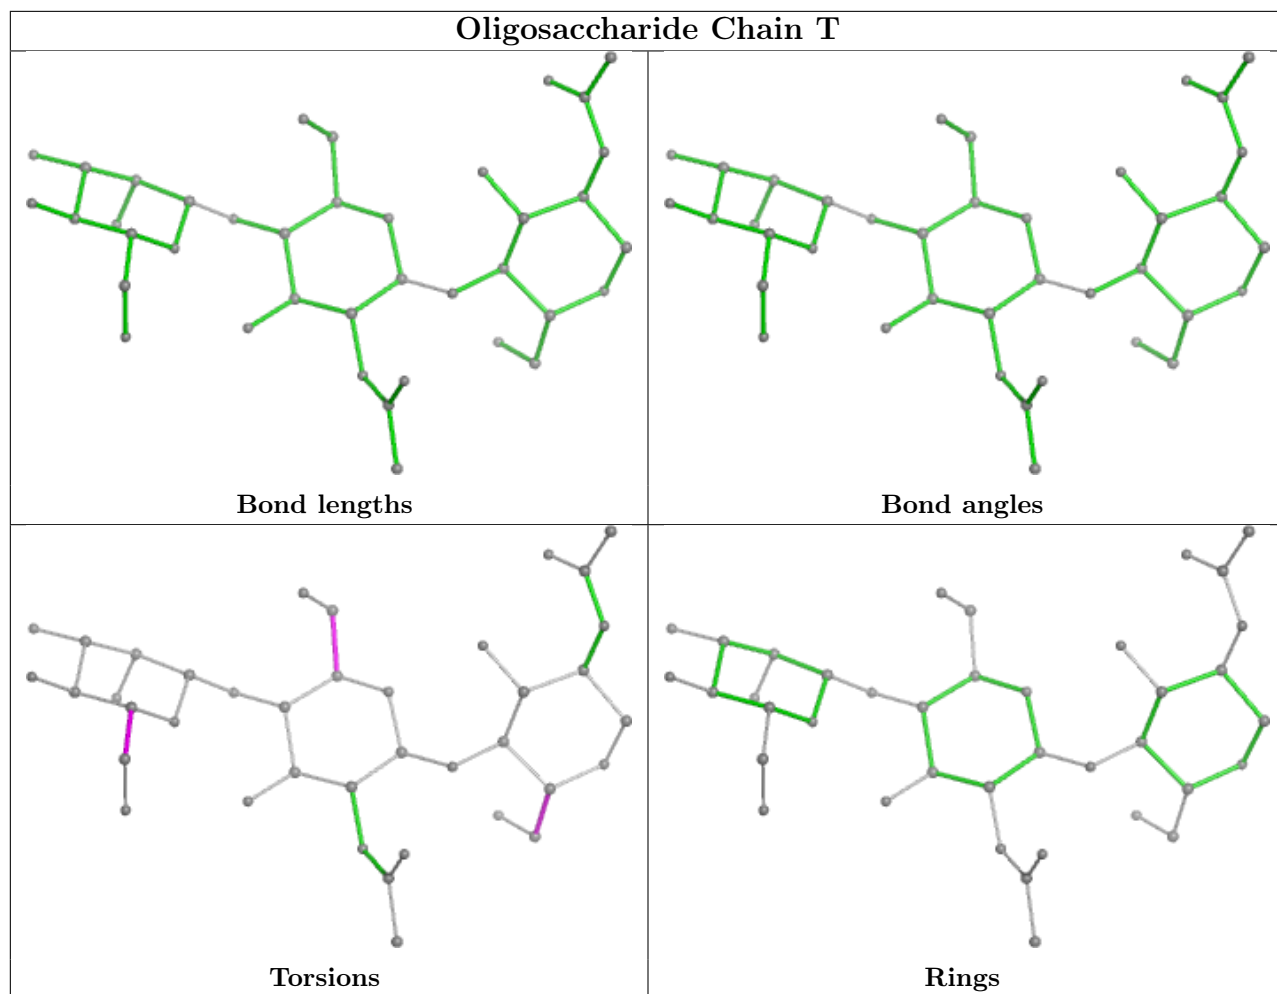 Oligosaccharide Chain T
Bond lengths
Bond angles
Torsions
Rings